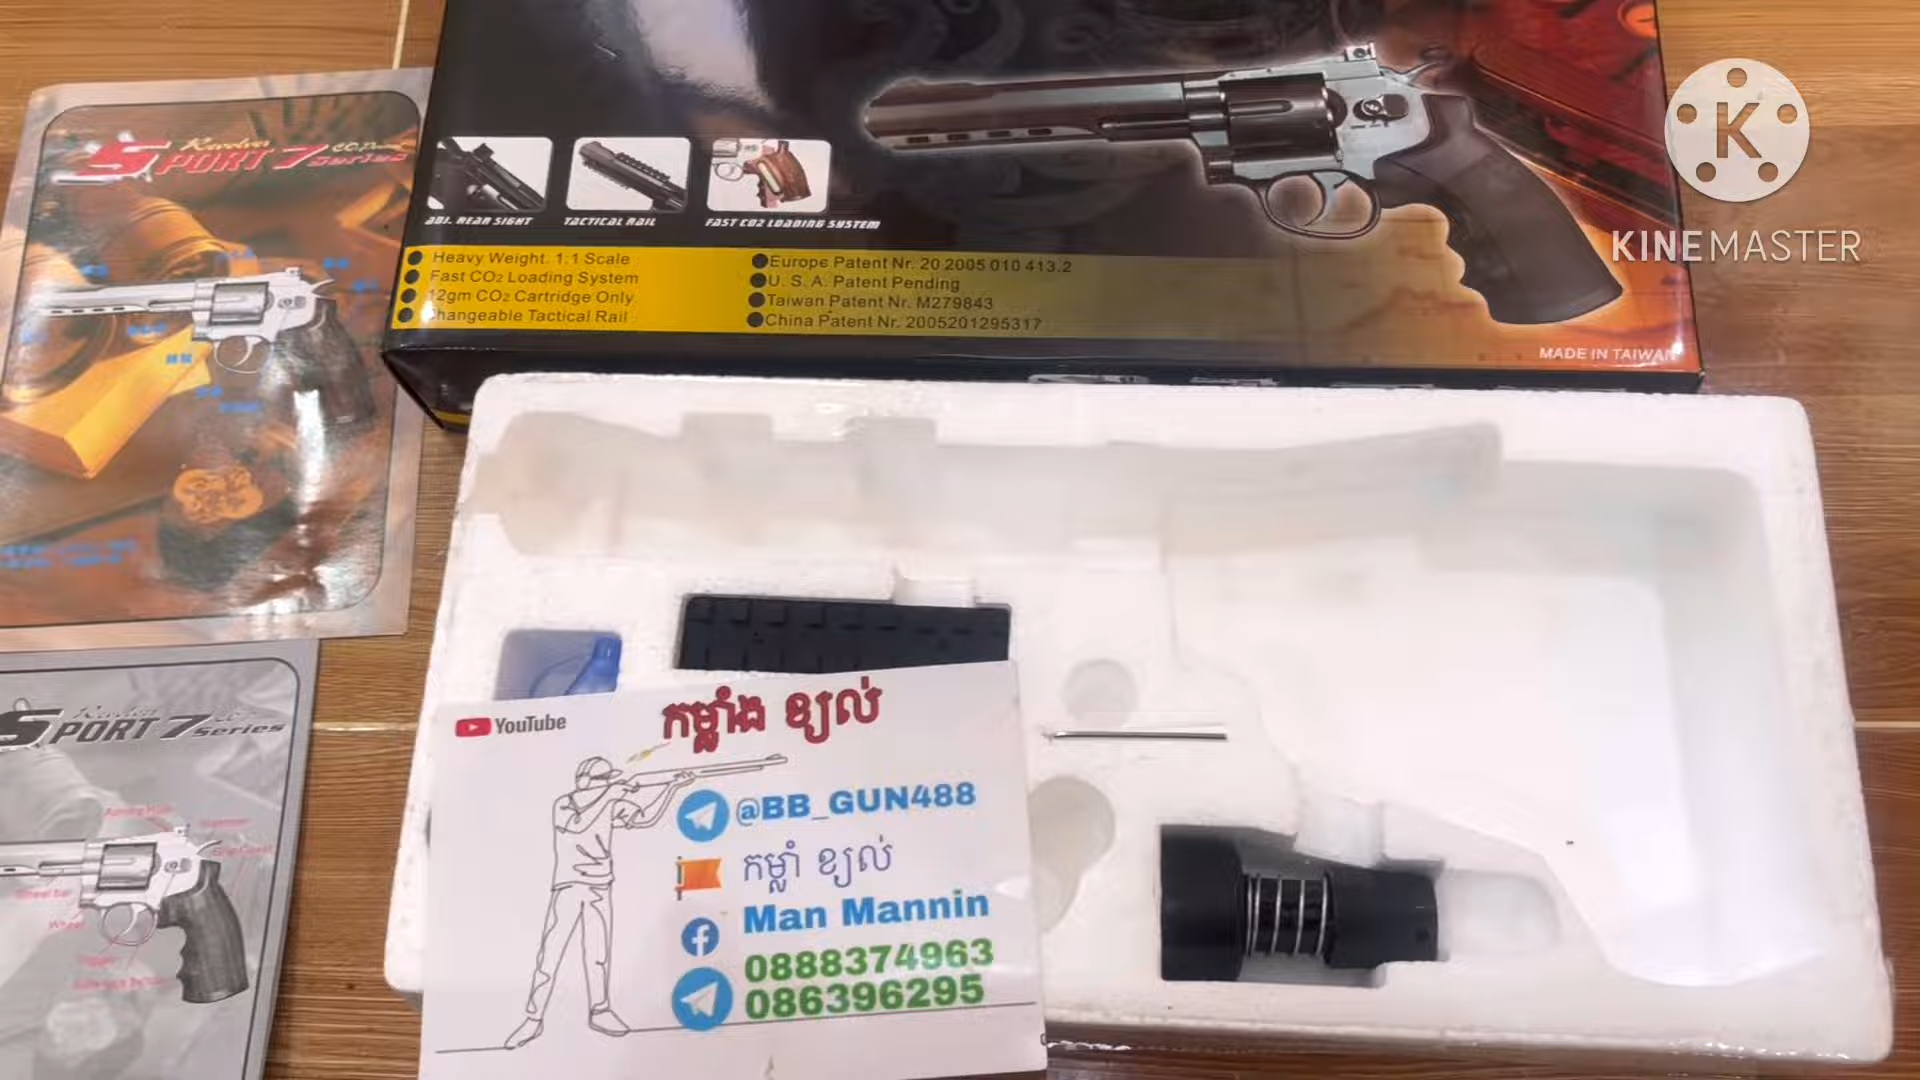 Revolver
SPORT 7 Series
ADJ. REAR SIGHT
TACTICAL RAIL
FAST CO2 LOADING SYSTEM
Heavy Weight. 1:1 Scale
Fast CO2 Loading System
12gm CO2 Cartridge Only
Changeable Tactical Rail
Europe Patent Nr. 20 2005 010 413.2
U. S. A. Patent Pending
Taiwan Patent Nr. M279843
China Patent Nr. 2005201295317
MADE IN TAIWAN
K
KINEMASTER
SPORT 7 Series
Wheel
YouTube
កម្លាំង ខ្យល់
@BB_GUN488
កម្លាំ ខ្យល់
Man Mannin
0888374963
086396295